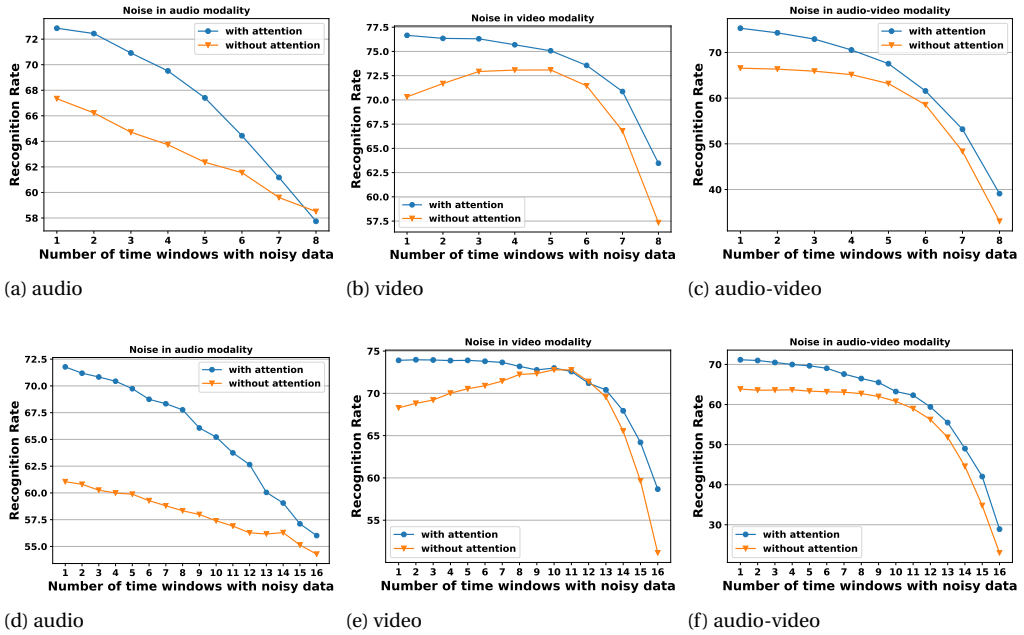 Noise in audio modality
72
70
68
66
64
62
60
58
Recognition Rate
with attention
without attention
1 2 3 4 5 6 7 8
Number of time windows with noisy data
(a) audio
Noise in video modality
77.5
75.0
72.5
70.0
67.5
65.0
62.5
60.0
57.5
Recognition Rate
with attention
without attention
1 2 3 4 5 6 7 8
Number of time windows with noisy data
(b) video
Noise in audio-video modality
70
60
50
40
Recognition Rate
with attention
without attention
1 2 3 4 5 6 7 8
Number of time windows with noisy data
(c) audio-video
Noise in audio modality
72.5
70.0
67.5
65.0
62.5
60.0
57.5
55.0
Recognition Rate
with attention
without attention
1 2 3 4 5 6 7 8 9 10 11 12 13 14 15 16
Number of time windows with noisy data
(d) audio
Noise in video modality
75
70
65
60
55
Recognition Rate
with attention
without attention
1 2 3 4 5 6 7 8 9 10 11 12 13 14 15 16
Number of time windows with noisy data
(e) video
Noise in audio-video modality
70
60
50
40
30
Recognition Rate
with attention
without attention
1 2 3 4 5 6 7 8 9 10 11 12 13 14 15 16
Number of time windows with noisy data
(f) audio-video